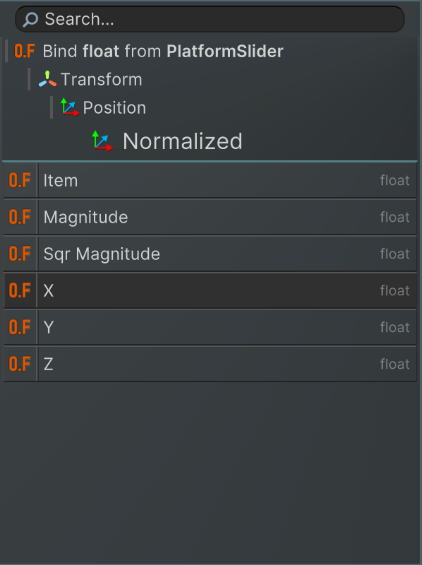 Search...
0.F Bind float from PlatformSlider
Transform
Position
Normalized
0.F Item float
0.F Magnitude float
0.F Sqr Magnitude float
0.F X float
0.F Y float
0.F Z float